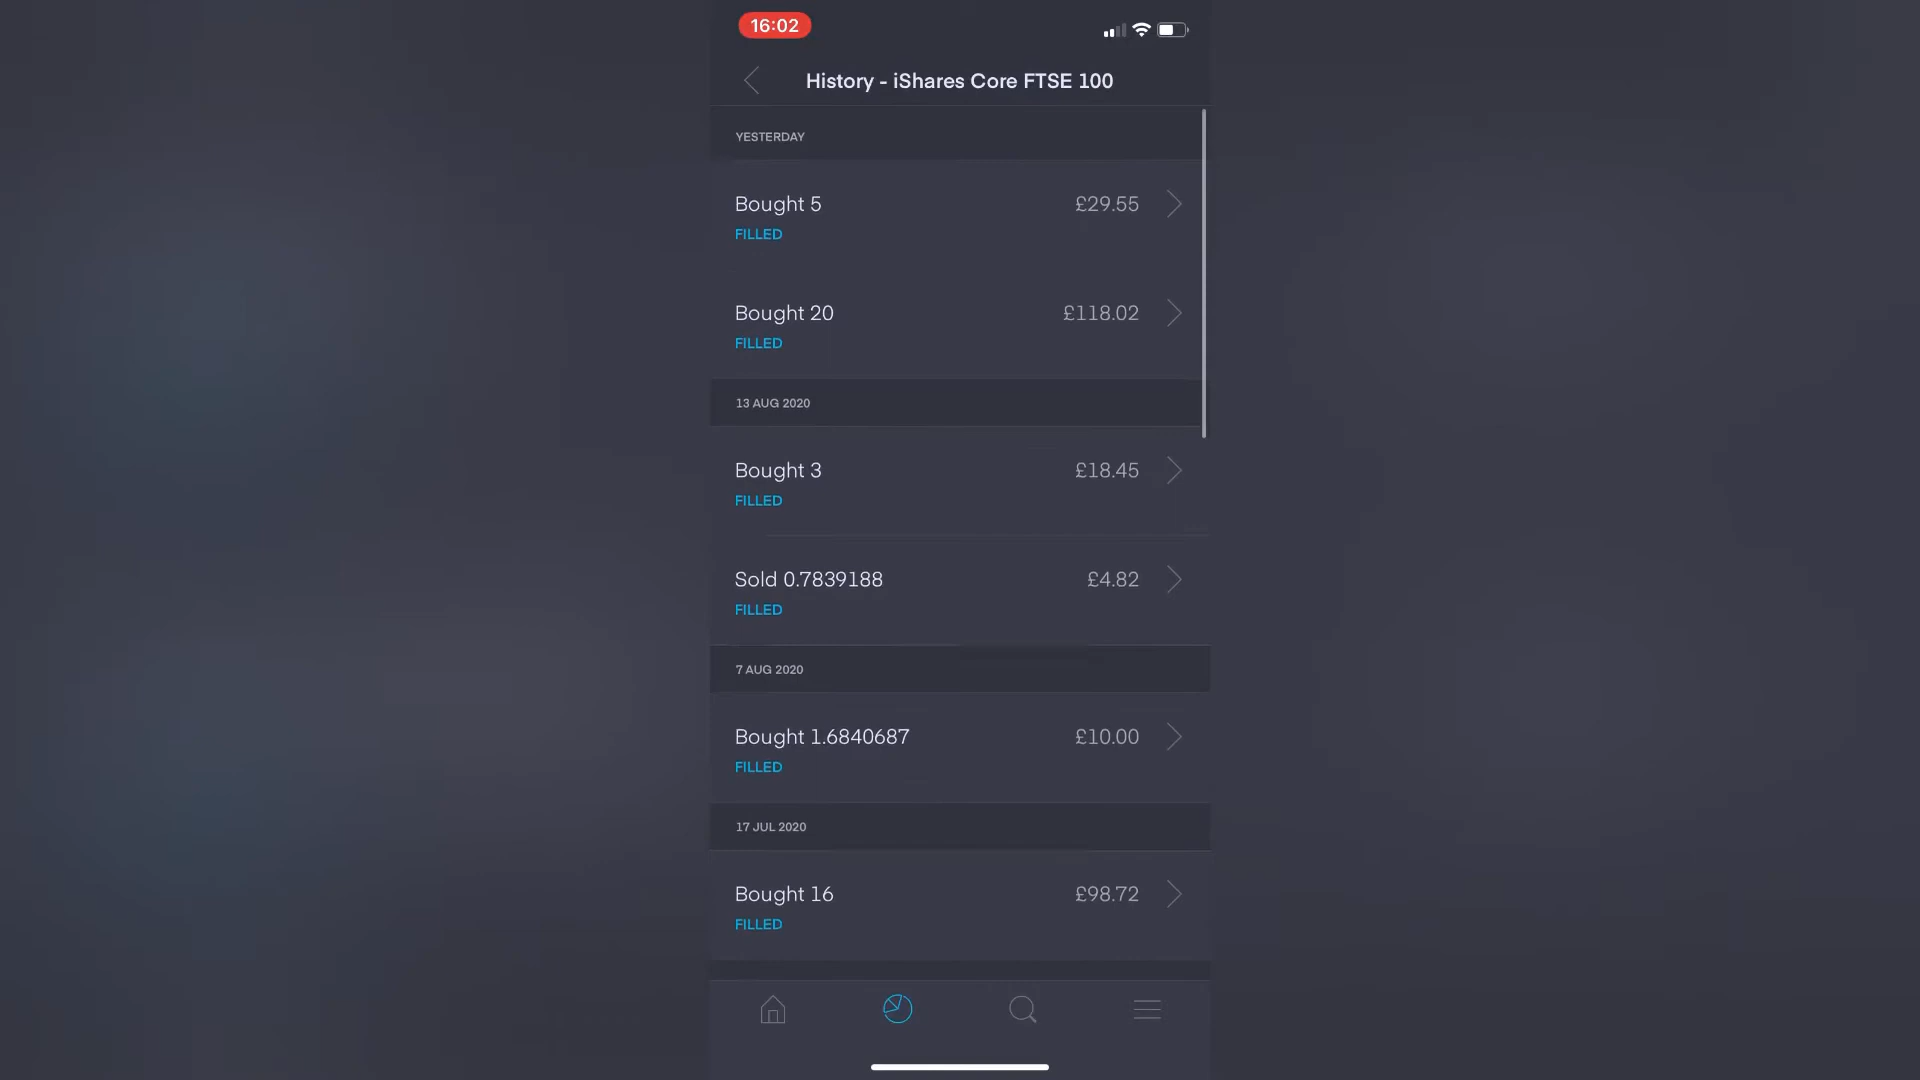 16:02
History - iShares Core FTSE 100
YESTERDAY
Bought 5 £29.55
FILLED
Bought 20 £118.02
FILLED
13 AUG 2020
Bought 3 £18.45
FILLED
Sold 0.7839188 £4.82
FILLED
7 AUG 2020
Bought 1.6840687 £10.00
FILLED
17 JUL 2020
Bought 16 £98.72
FILLED